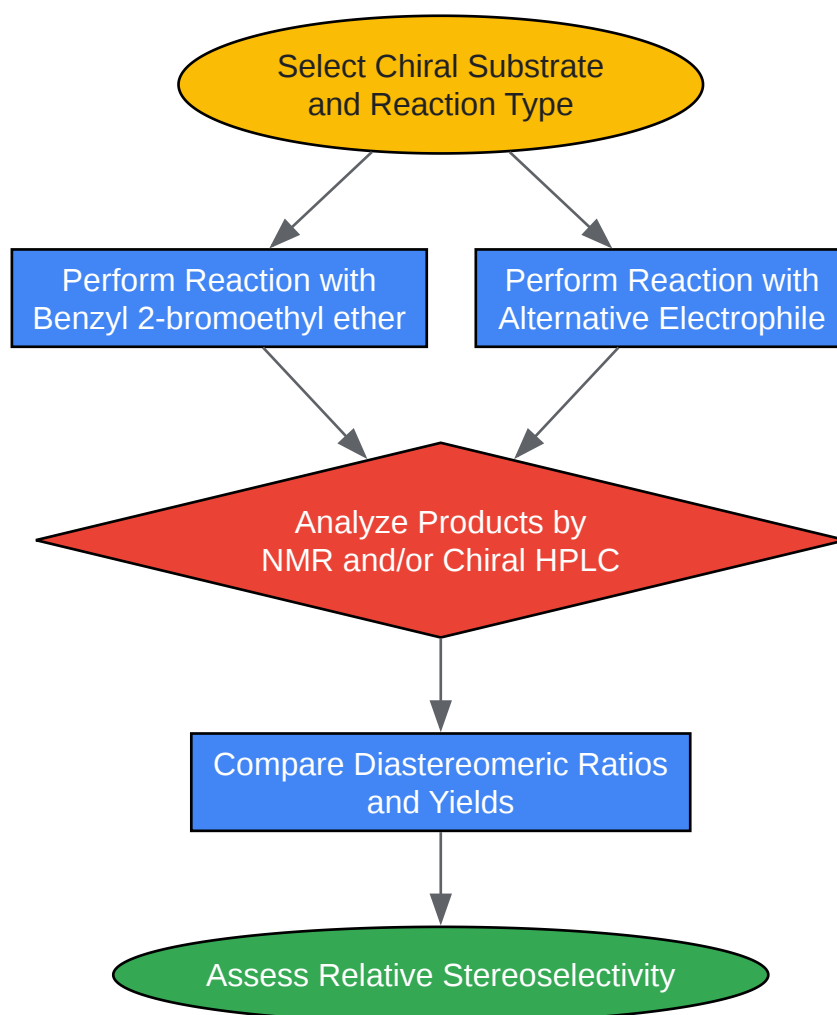 Select Chiral Substrate
and Reaction Type
Perform Reaction with
Benzyl 2-bromoethyl ether
Perform Reaction with
Alternative Electrophile
Analyze Products by
NMR and/or Chiral HPLC
Compare Diastereomeric Ratios
and Yields
Assess Relative Stereoselectivity